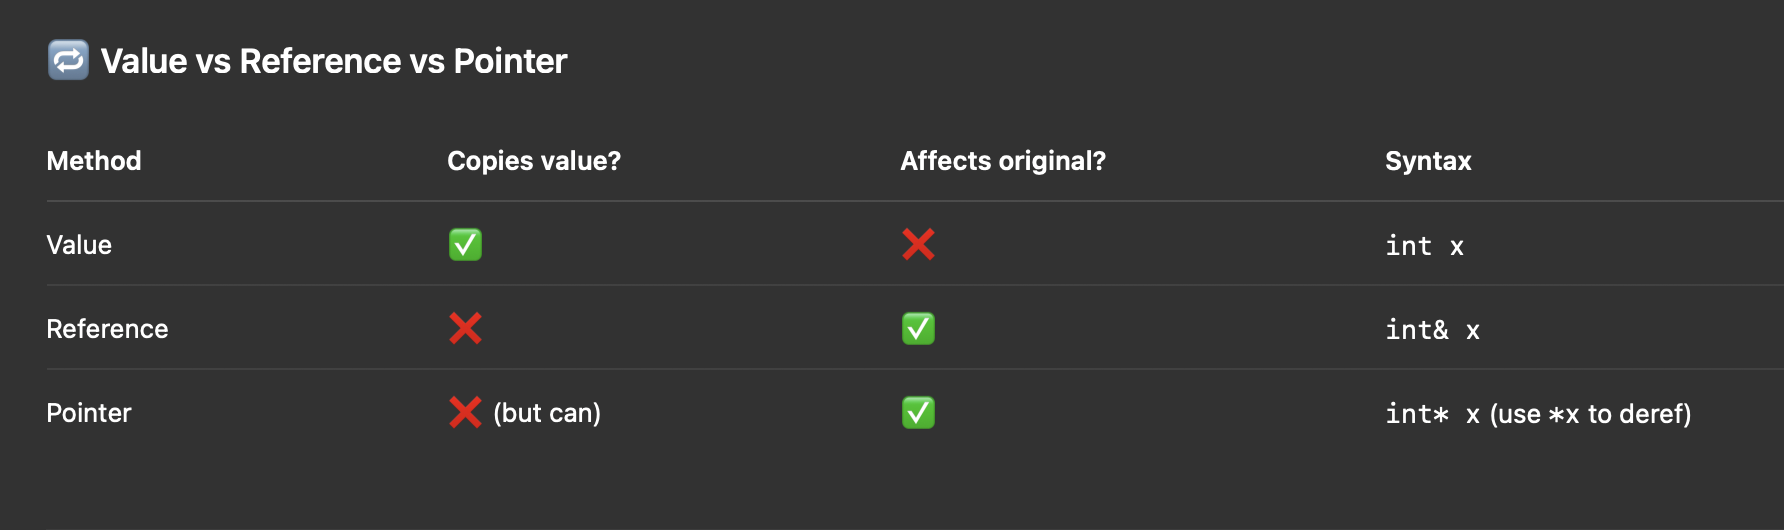 🔁 Value vs Reference vs Pointer
Method Copies value? Affects original? Syntax
Value ✅ ❌ int x
Reference ❌ ✅ int& x
Pointer ❌ (but can) ✅ int* x (use *x to deref)